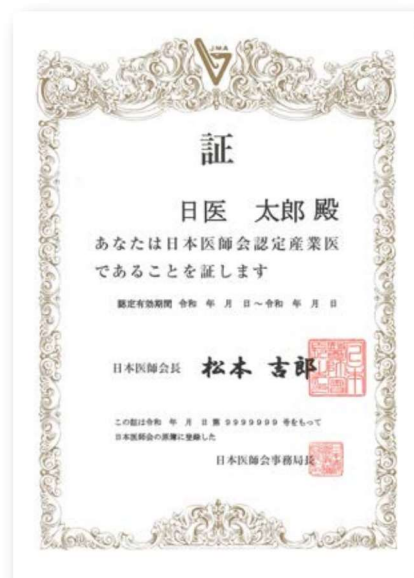 JMA
証
日医 太郎 殿
あなたは日本医師会認定産業医
であることを証します
認定有効期間 令和 年 月 日～令和 年 月 日
日本医師会長 松本 吉郎
この証は令和 年 月 日 第 9999999 号をもって
日本医師会の原簿に登録した
日本医師会事務局長